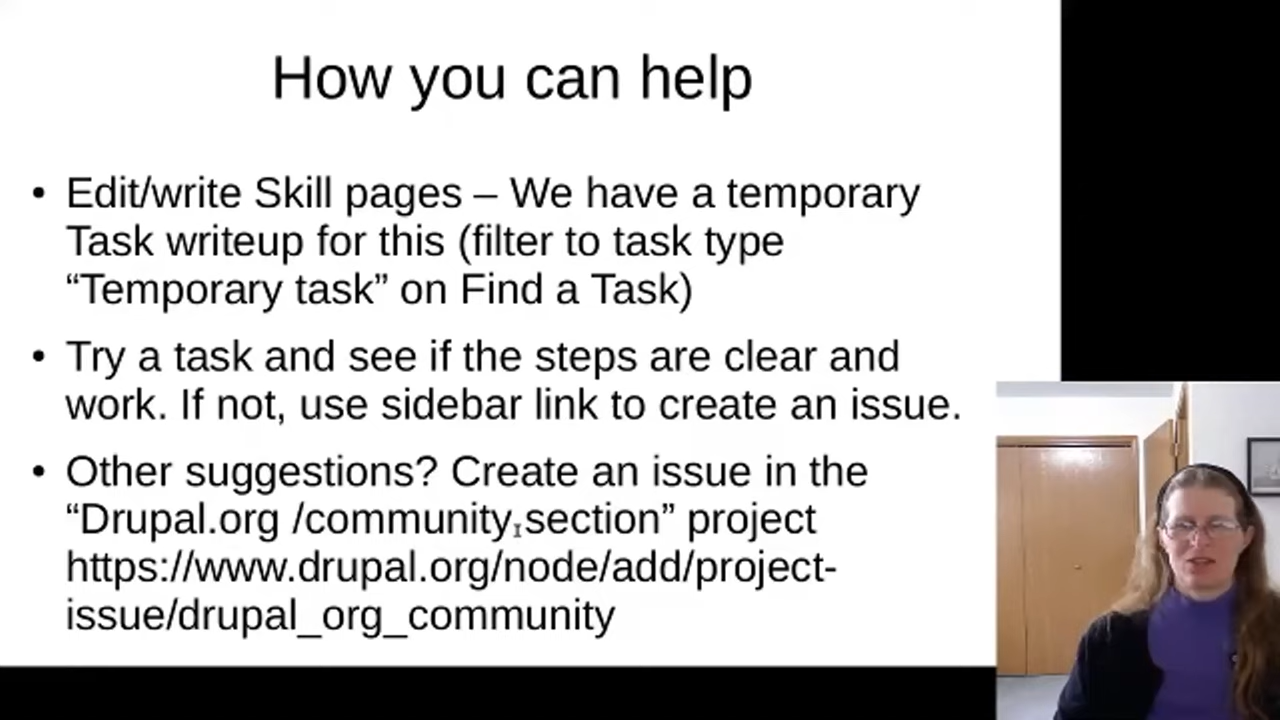 How you can help
• Edit/write Skill pages – We have a temporary
Task writeup for this (filter to task type
“Temporary task” on Find a Task)
• Try a task and see if the steps are clear and
work. If not, use sidebar link to create an issue.
• Other suggestions? Create an issue in the
“Drupal.org /community section” project
https://www.drupal.org/node/add/project-
issue/drupal_org_community